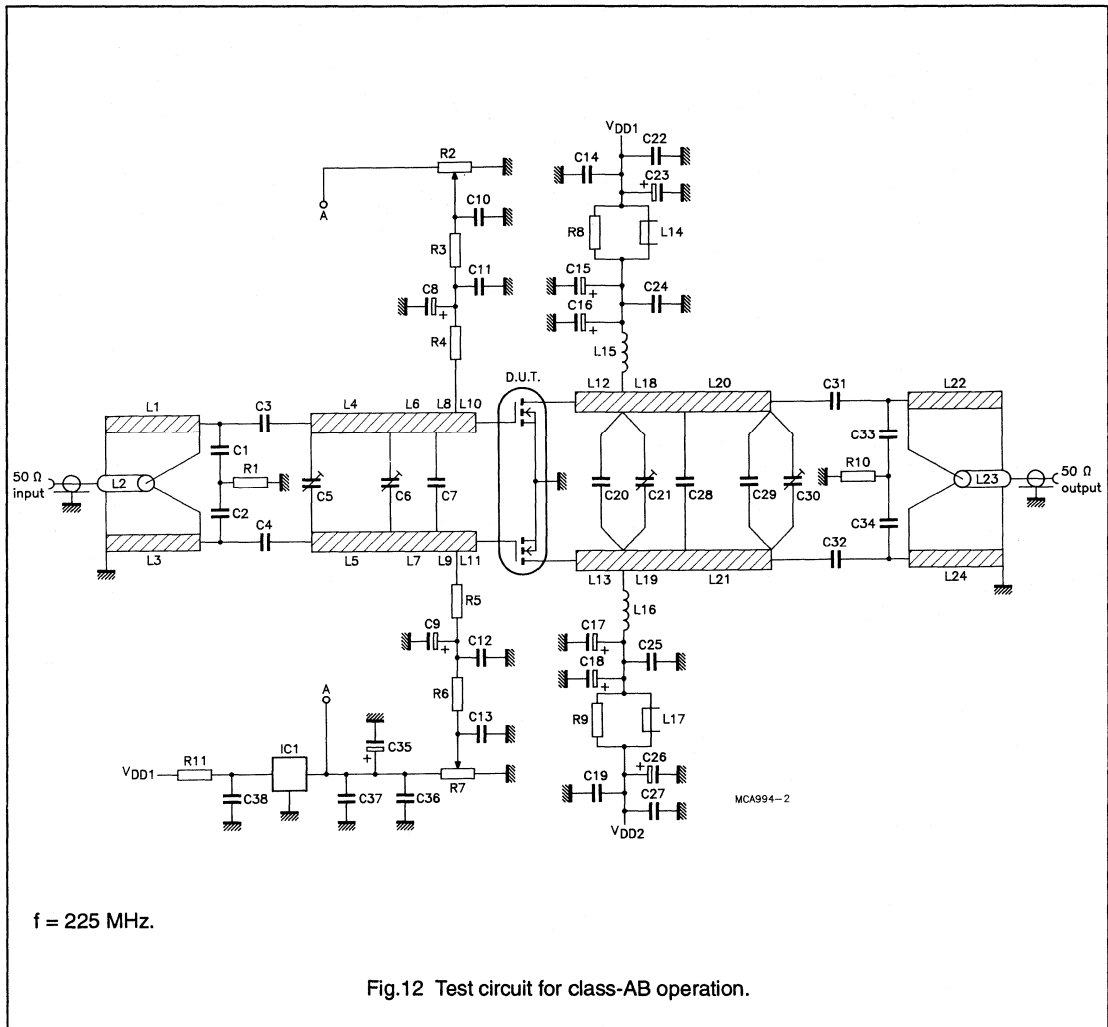 VDD1
C14
C22
C23
+
R2
A
C10
R3
R8
L14
C11
C8
+
C15
+
C24
C16
+
R4
L15
D.U.T.
L1
C3
L4
L6
L8
L10
L12
L18
L20
C31
L22
C1
C33
50 Ω
input
L2
R1
C5
C6
C7
C20
C21
C28
C29
C30
R10
L23
50 Ω
output
C2
C34
C4
C32
L3
L5
L7
L9
L11
L13
L19
L21
L24
R5
L16
C9
+
C12
C17
+
C25
C18
+
A
R6
R9
L17
C35
+
C13
VDD1
R11
IC1
R7
C26
+
C19
C38
C37
C36
C27
MCA994-2
VDD2
f = 225 MHz.
Fig.12 Test circuit for class-AB operation.